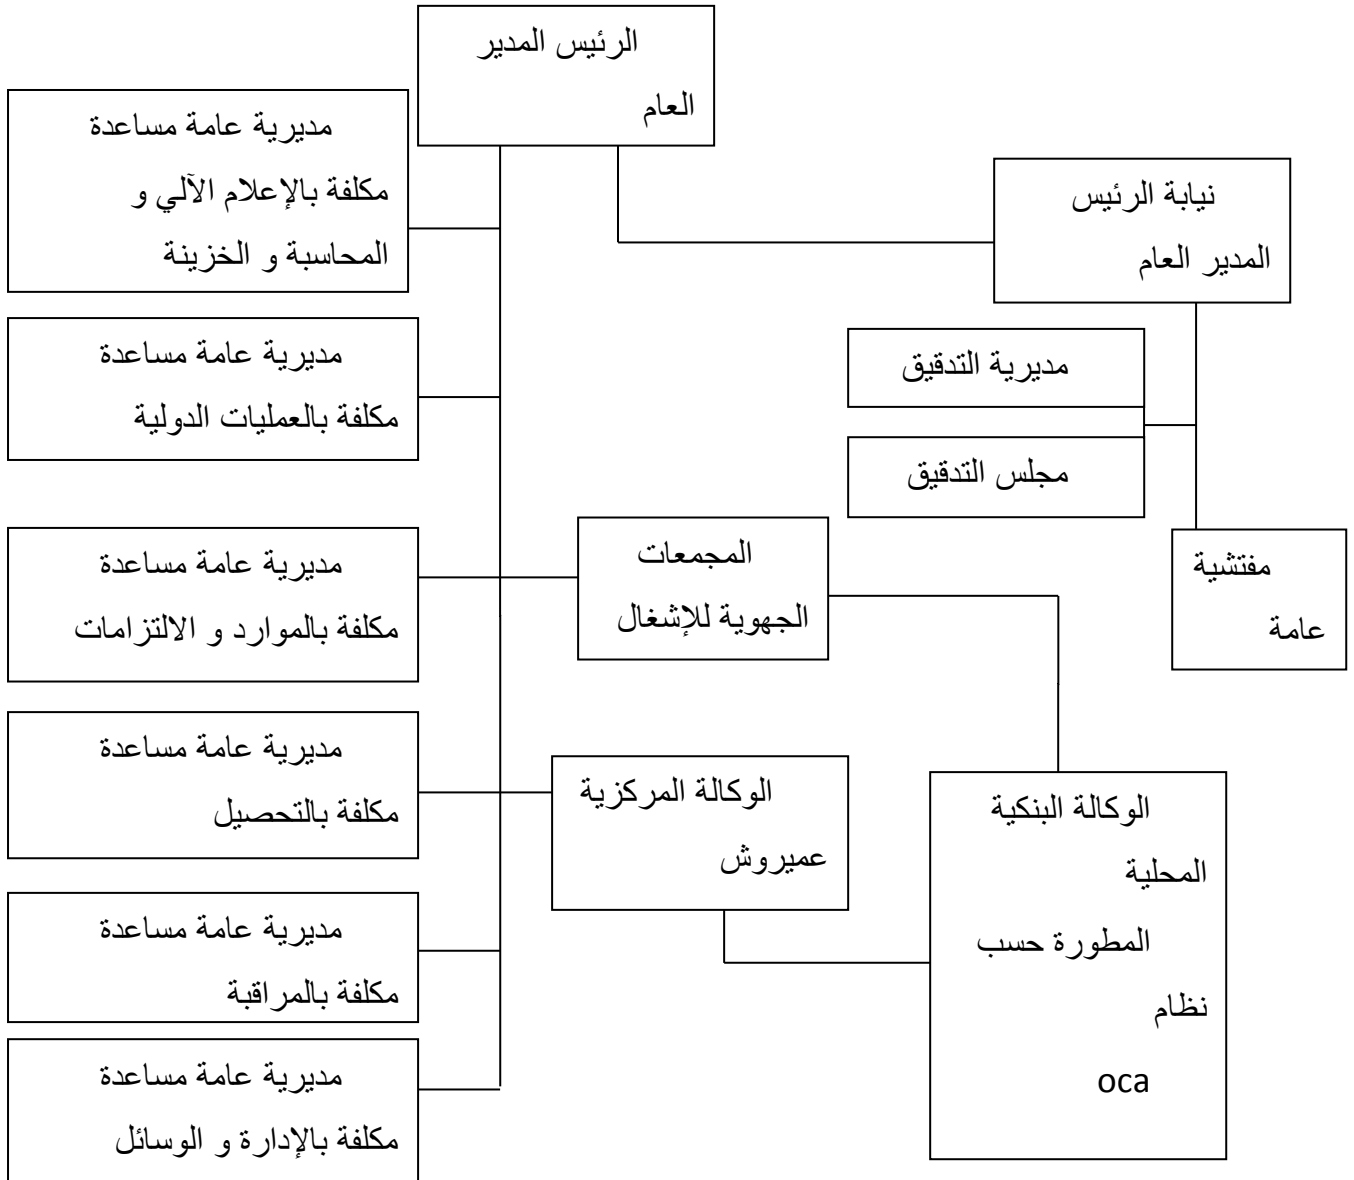 الرئيس المدير
العام
مديرية عامة مساعدة
مكلفة بالإعلام الآلي و
المحاسبة و الخزينة
نيابة الرئيس
المدير العام
مديرية عامة مساعدة
مكلفة بالعمليات الدولية
مديرية التدقيق
مجلس التدقيق
مفتشية
عامة
المجمعات
الجهوية للإشغال
مديرية عامة مساعدة
مكلفة بالموارد و الالتزامات
مديرية عامة مساعدة
مكلفة بالتحصيل
الوكالة المركزية
عميروش
الوكالة البنكية
المحلية
المطورة حسب
نظام
oca
مديرية عامة مساعدة
مكلفة بالمراقبة
مديرية عامة مساعدة
مكلفة بالإدارة و الوسائل